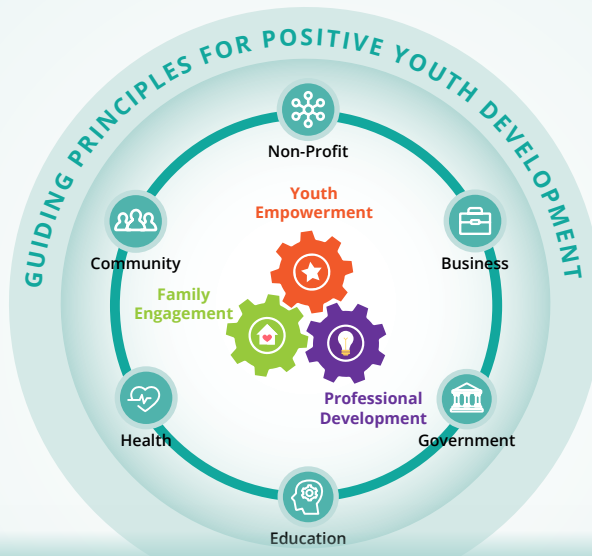 GUIDING PRINCIPLES FOR POSITIVE YOUTH DEVELOPMENT
Non-Profit
Youth
Empowerment
Community
Business
Family
Engagement
Professional
Development
Health
Government
Education